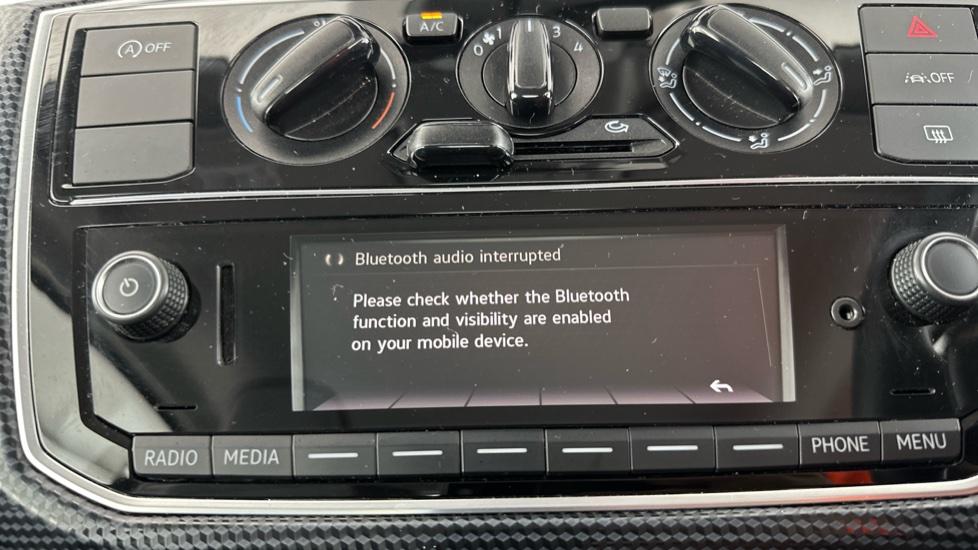 OFF
A/C
0 1 3 4
OFF
Bluetooth audio interrupted
Please check whether the Bluetooth
function and visibility are enabled
on your mobile device.
RADIO MEDIA PHONE MENU